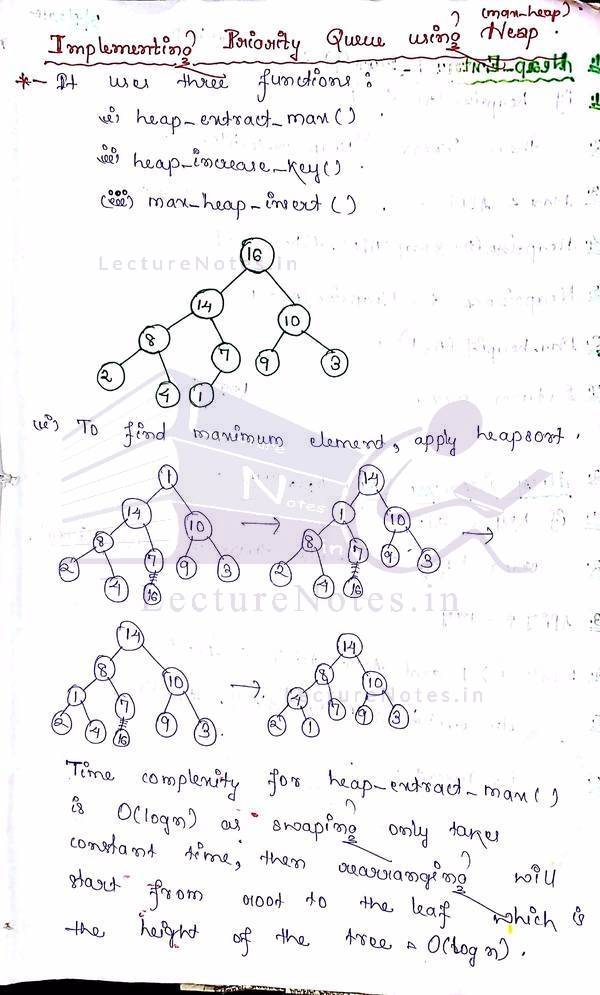 (max-heap)
Implementing Priority Queue using Heap.
*- It uses three functions:
(i) heap_extract_max() .
(ii) heap_increase_key() .
(iii) max_heap_insert() .
LectureNotes.in
16
14
8 10
7 9 3
2 4 1
(i) To find maximum element, apply heapsort.
1 → 14 →
14 10 1 10
8 7 9 3 8 7 9 3
2 4 16 2 4 16
Notes
in
LectureNotes.in
14 → 14
8 10 8 10
1 7 9 3 4 7 9 3
2 4 16 2 1
LectureNotes.in
Time complexity for heap_extract_max()
is O(logn) as swaping only takes
constant time, then rearranging will
start from root to the leaf which is
the height of the tree = O(log n).